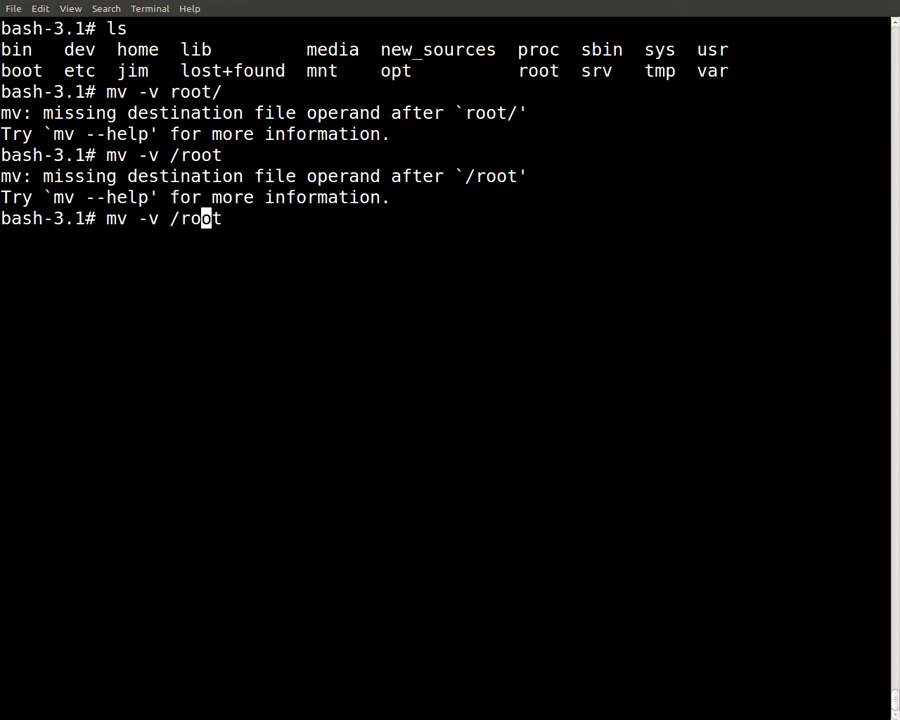 File Edit View Search Terminal Help
bash-3.1# ls
bin   dev  home  lib         media  new_sources  proc  sbin  sys  usr
boot  etc  jim   lost+found  mnt    opt          root  srv   tmp  var
bash-3.1# mv -v root/
mv: missing destination file operand after `root/'
Try `mv --help' for more information.
bash-3.1# mv -v /root
mv: missing destination file operand after `/root'
Try `mv --help' for more information.
bash-3.1# mv -v /root